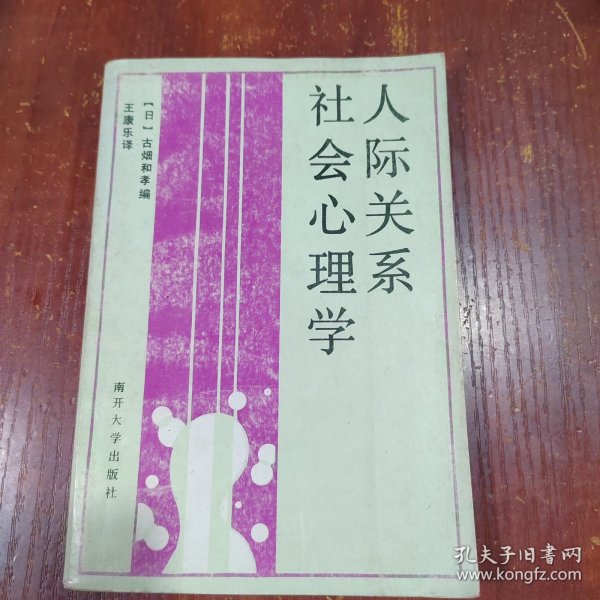 人际关系
社会心理学
〔日〕古烟和孝编
王康乐译
南开大学出版社
孔夫子旧书网
www.kongfz.com